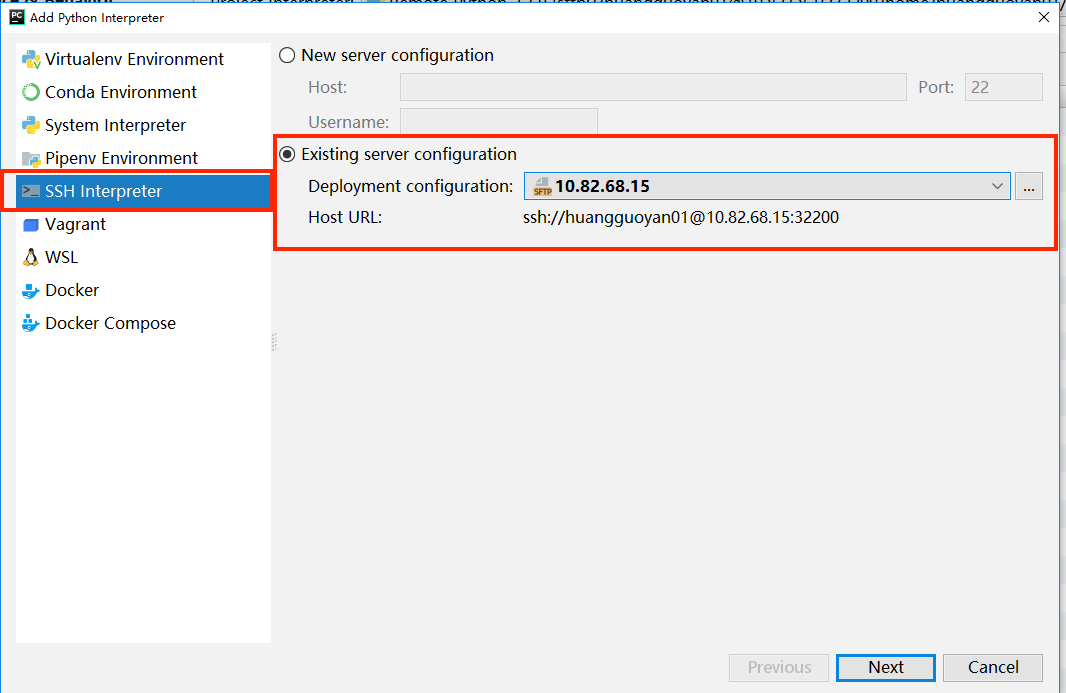 Add Python Interpreter
Virtualenv Environment
Conda Environment
System Interpreter
Pipenv Environment
SSH Interpreter
Vagrant
WSL
Docker
Docker Compose
New server configuration
Host:
Port: 22
Username:
Existing server configuration
Deployment configuration: SFTP 10.82.68.15 ...
Host URL: ssh://huangguoyan01@10.82.68.15:32200
Previous Next Cancel